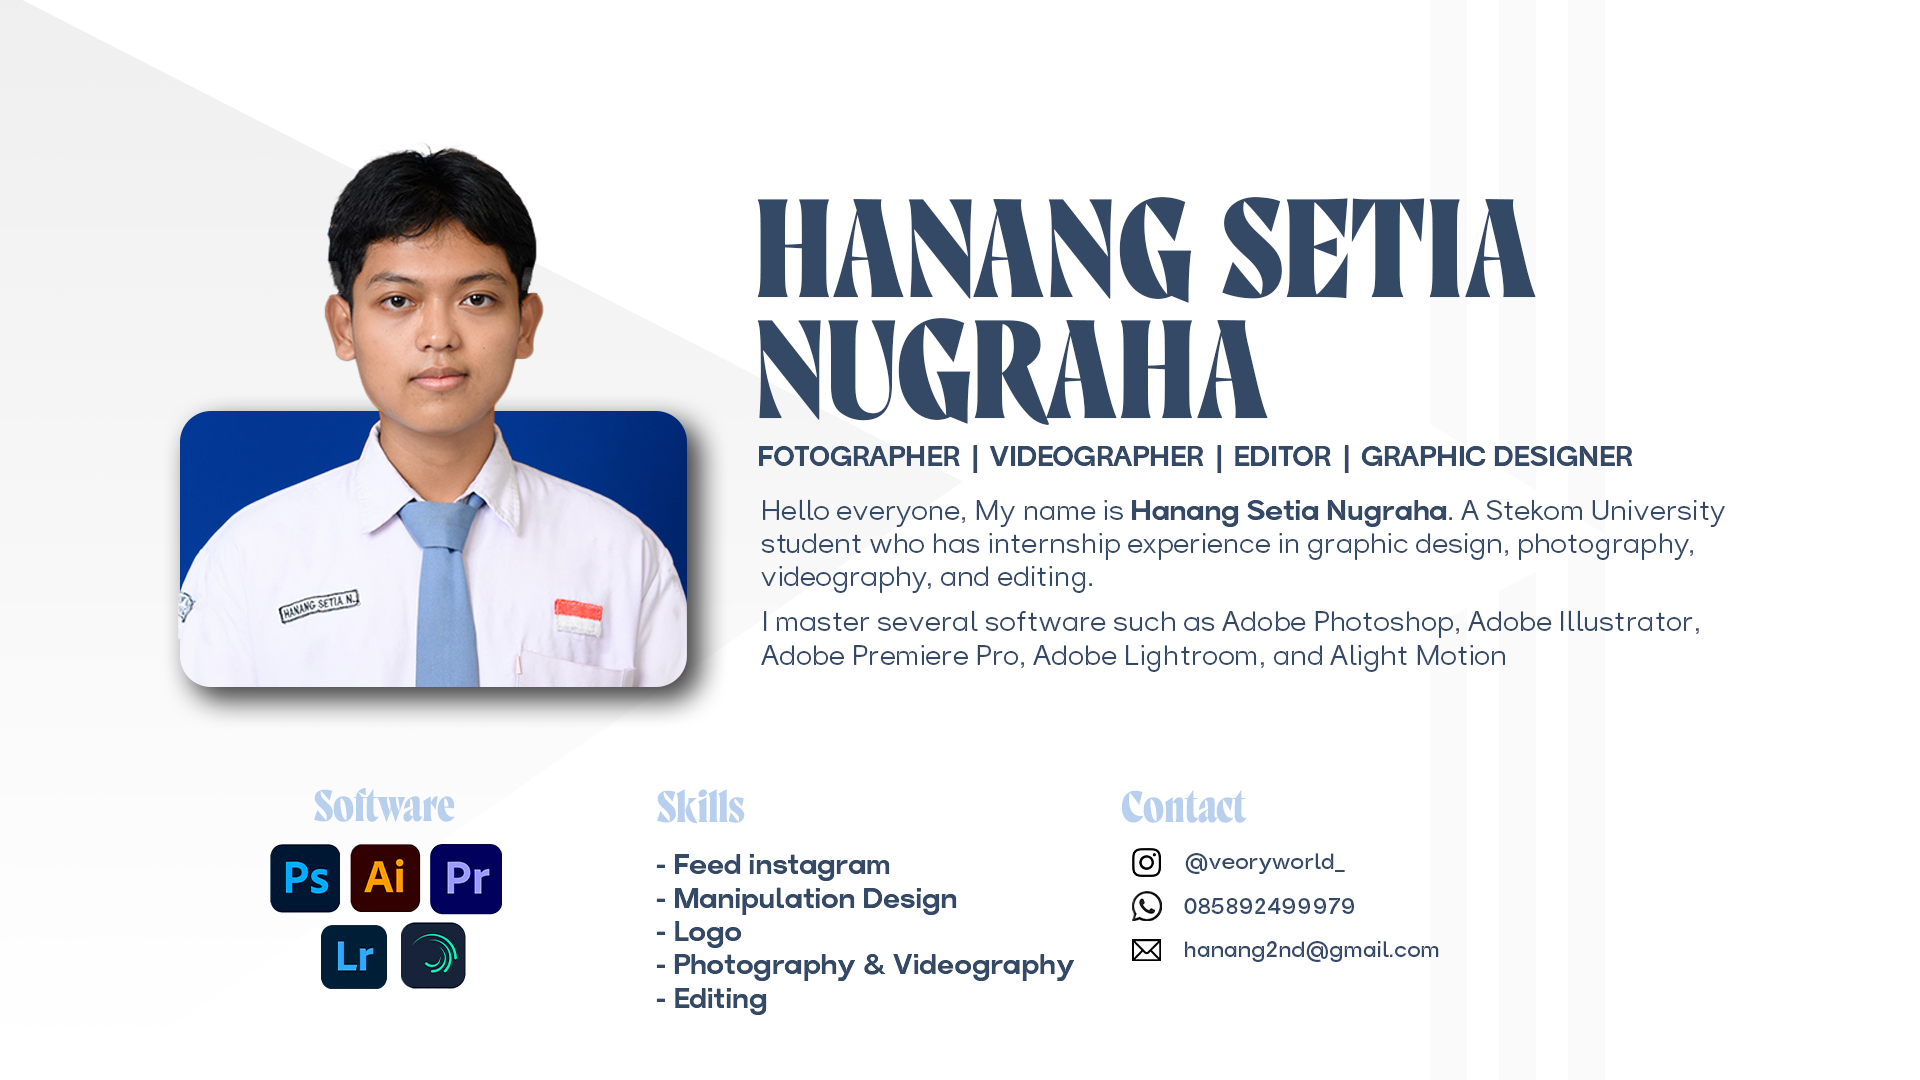 HANANG SETIA
NUGRAHA
FOTOGRAPHER | VIDEOGRAPHER | EDITOR | GRAPHIC DESIGNER
Hello everyone, My name is Hanang Setia Nugraha. A Stekom University
student who has internship experience in graphic design, photography,
videography, and editing.
I master several software such as Adobe Photoshop, Adobe Illustrator,
Adobe Premiere Pro, Adobe Lightroom, and Alight Motion
HANANG SETIA N.
Software
Ps Ai Pr
Lr
Skills
- Feed instagram
- Manipulation Design
- Logo
- Photography & Videography
- Editing
Contact
@veoryworld_
085892499979
hanang2nd@gmail.com